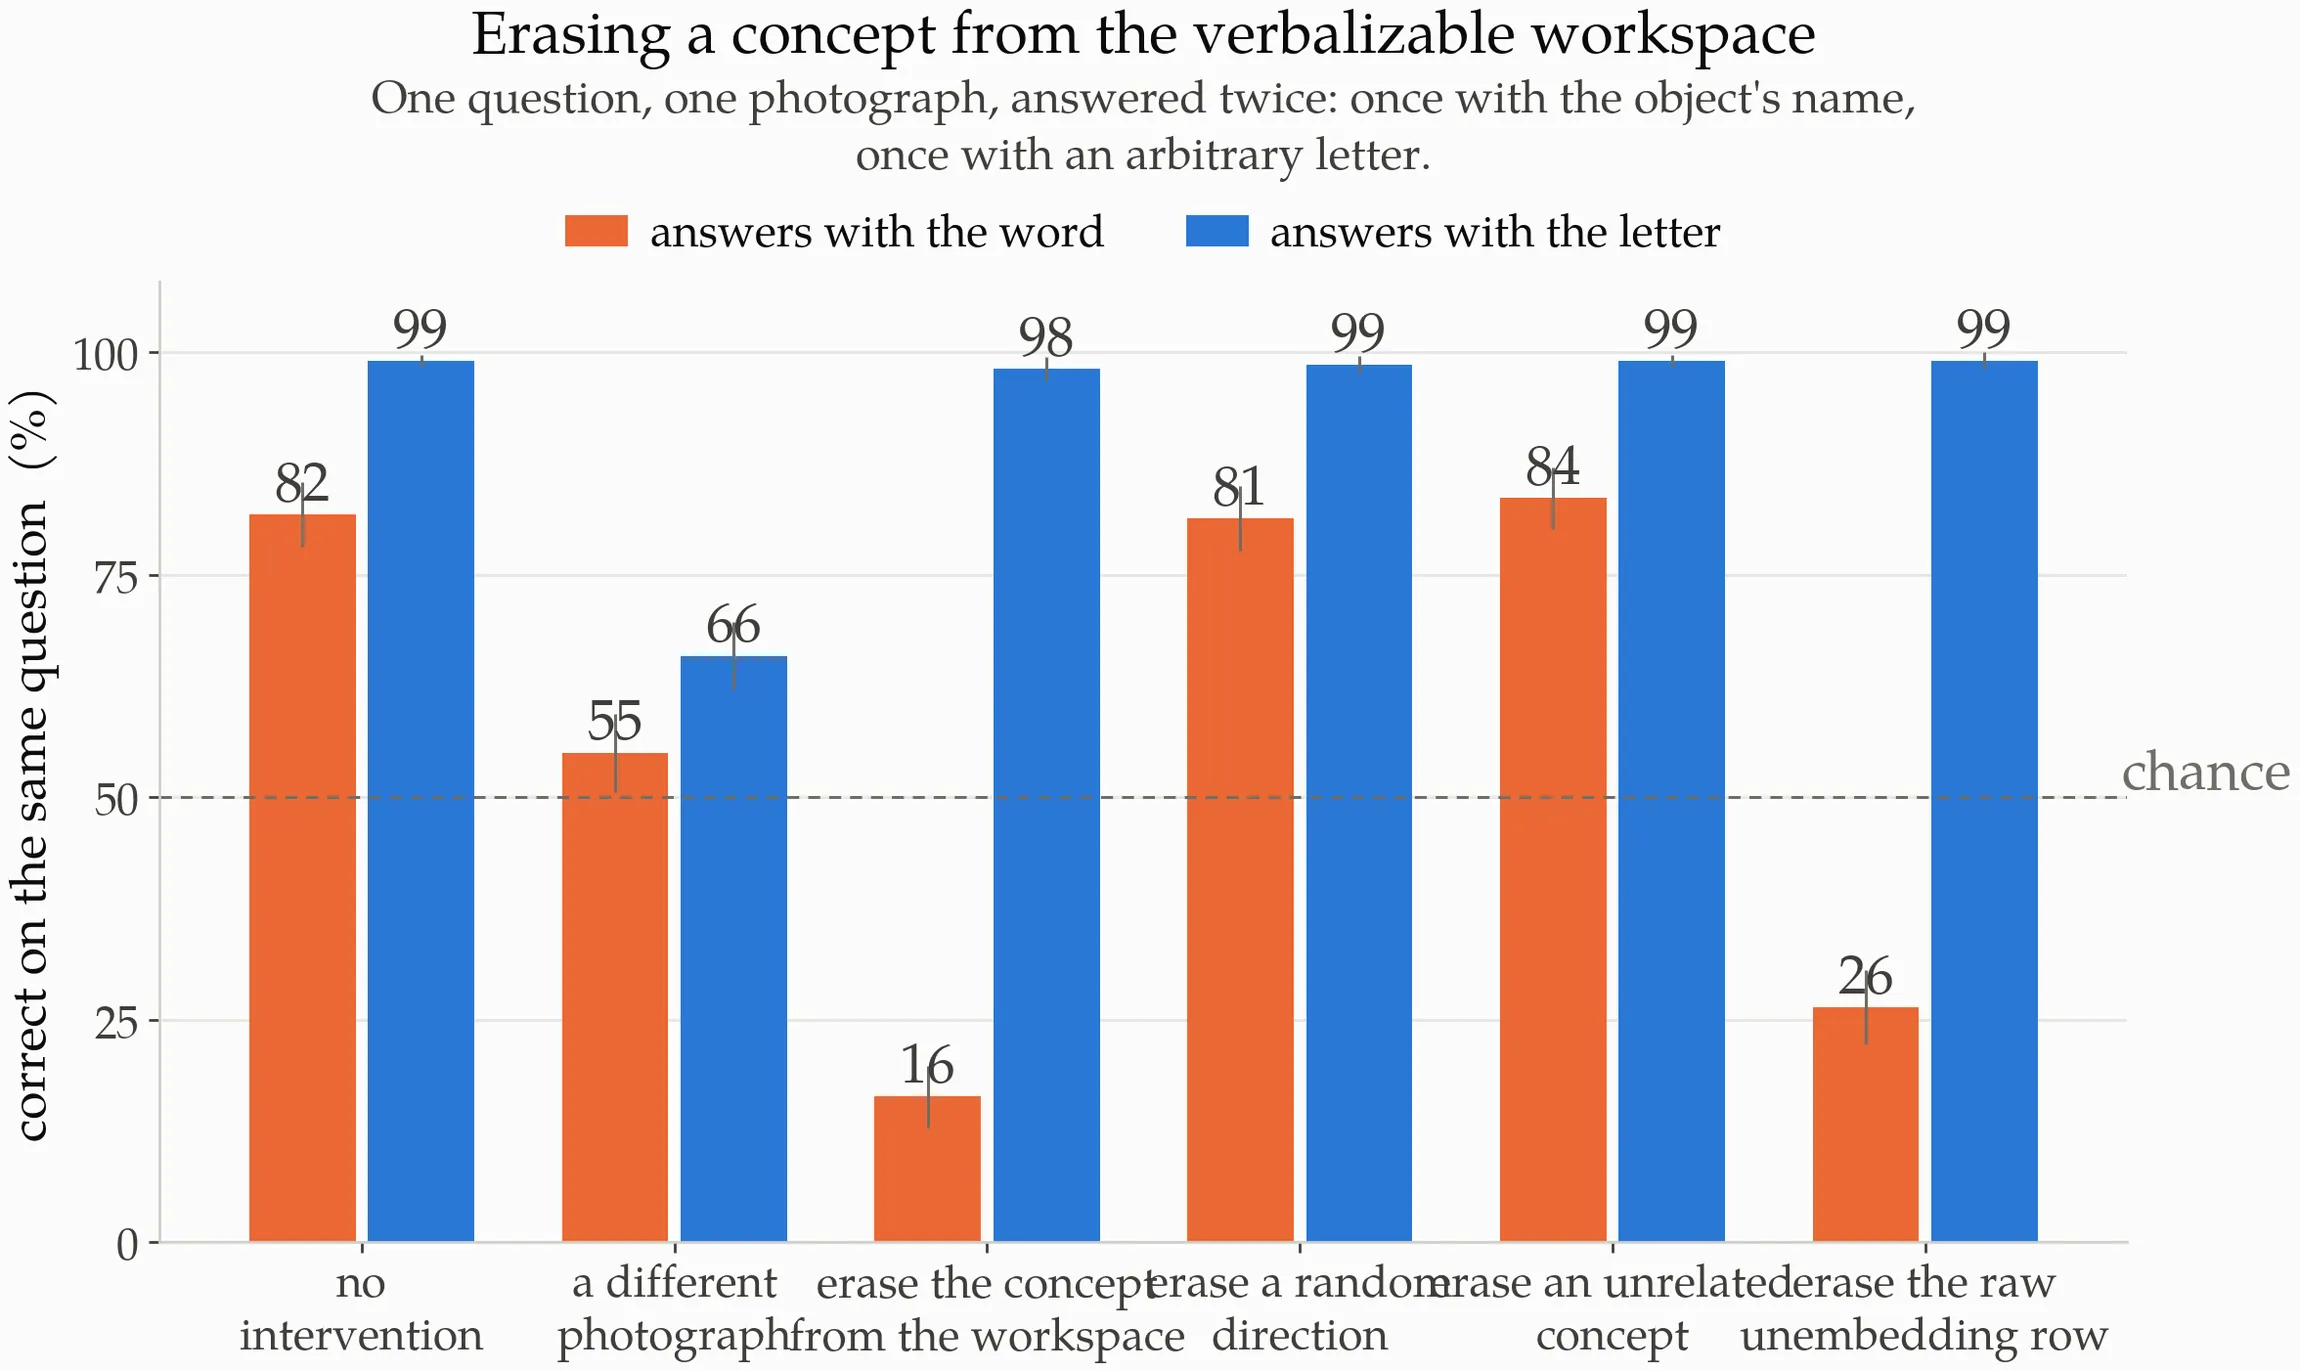 Erasing a concept from the verbalizable workspace
One question, one photograph, answered twice: once with the object's name,
once with an arbitrary letter.
answers with the word
answers with the letter
correct on the same question (%)
100
75
50
25
0
82
99
55
66
16
98
81
99
84
99
26
99
chance
no
intervention
a different
photograph
erase the concept
from the workspace
erase a random
direction
erase an unrelated
concept
erase the raw
unembedding row